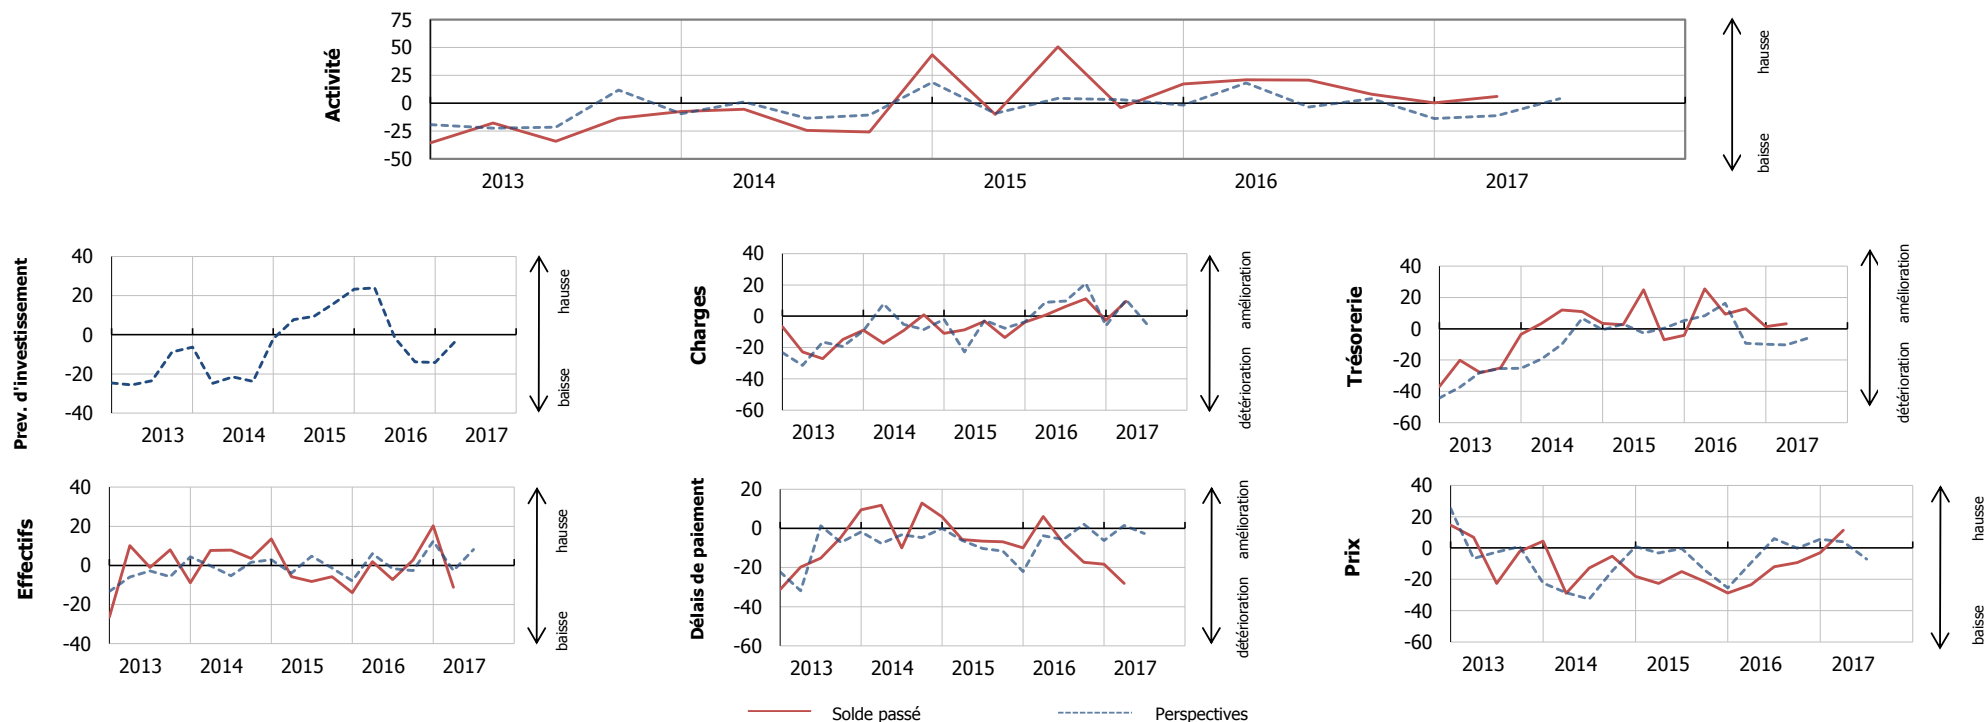 Activité
75
50
25
0
-25
-50
2013 2014 2015 2016 2017
hausse
baisse
Prev. d'investissement
40
20
0
-20
-40
2013 2014 2015 2016 2017
hausse
baisse
Charges
40
20
0
-20
-40
-60
2013 2014 2015 2016 2017
amélioration
détérioration
Trésorerie
40
20
0
-20
-40
-60
2013 2014 2015 2016 2017
amélioration
détérioration
Effectifs
40
20
0
-20
-40
2013 2014 2015 2016 2017
hausse
baisse
Délais de paiement
20
0
-20
-40
-60
2013 2014 2015 2016 2017
amélioration
détérioration
Prix
40
20
0
-20
-40
-60
2013 2014 2015 2016 2017
hausse
baisse
Solde passé Perspectives